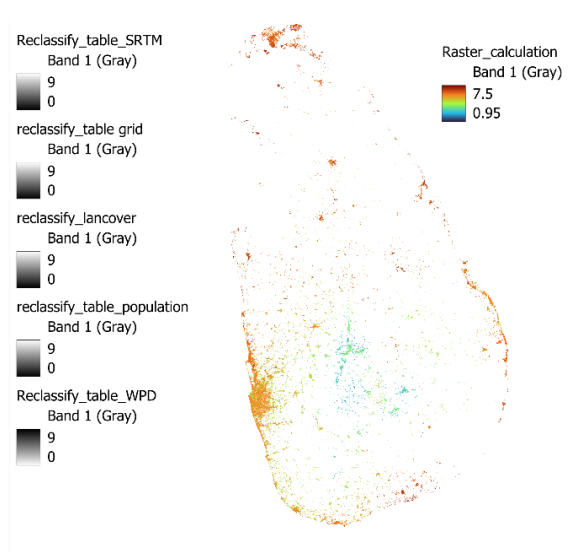 Reclassify_table_SRTM
Band 1 (Gray)
9
0
reclassify_table grid
Band 1 (Gray)
9
0
reclassify_lancover
Band 1 (Gray)
9
0
reclassify_table_population
Band 1 (Gray)
9
0
Reclassify_table_WPD
Band 1 (Gray)
9
0
Raster_calculation
Band 1 (Gray)
7.5
0.95